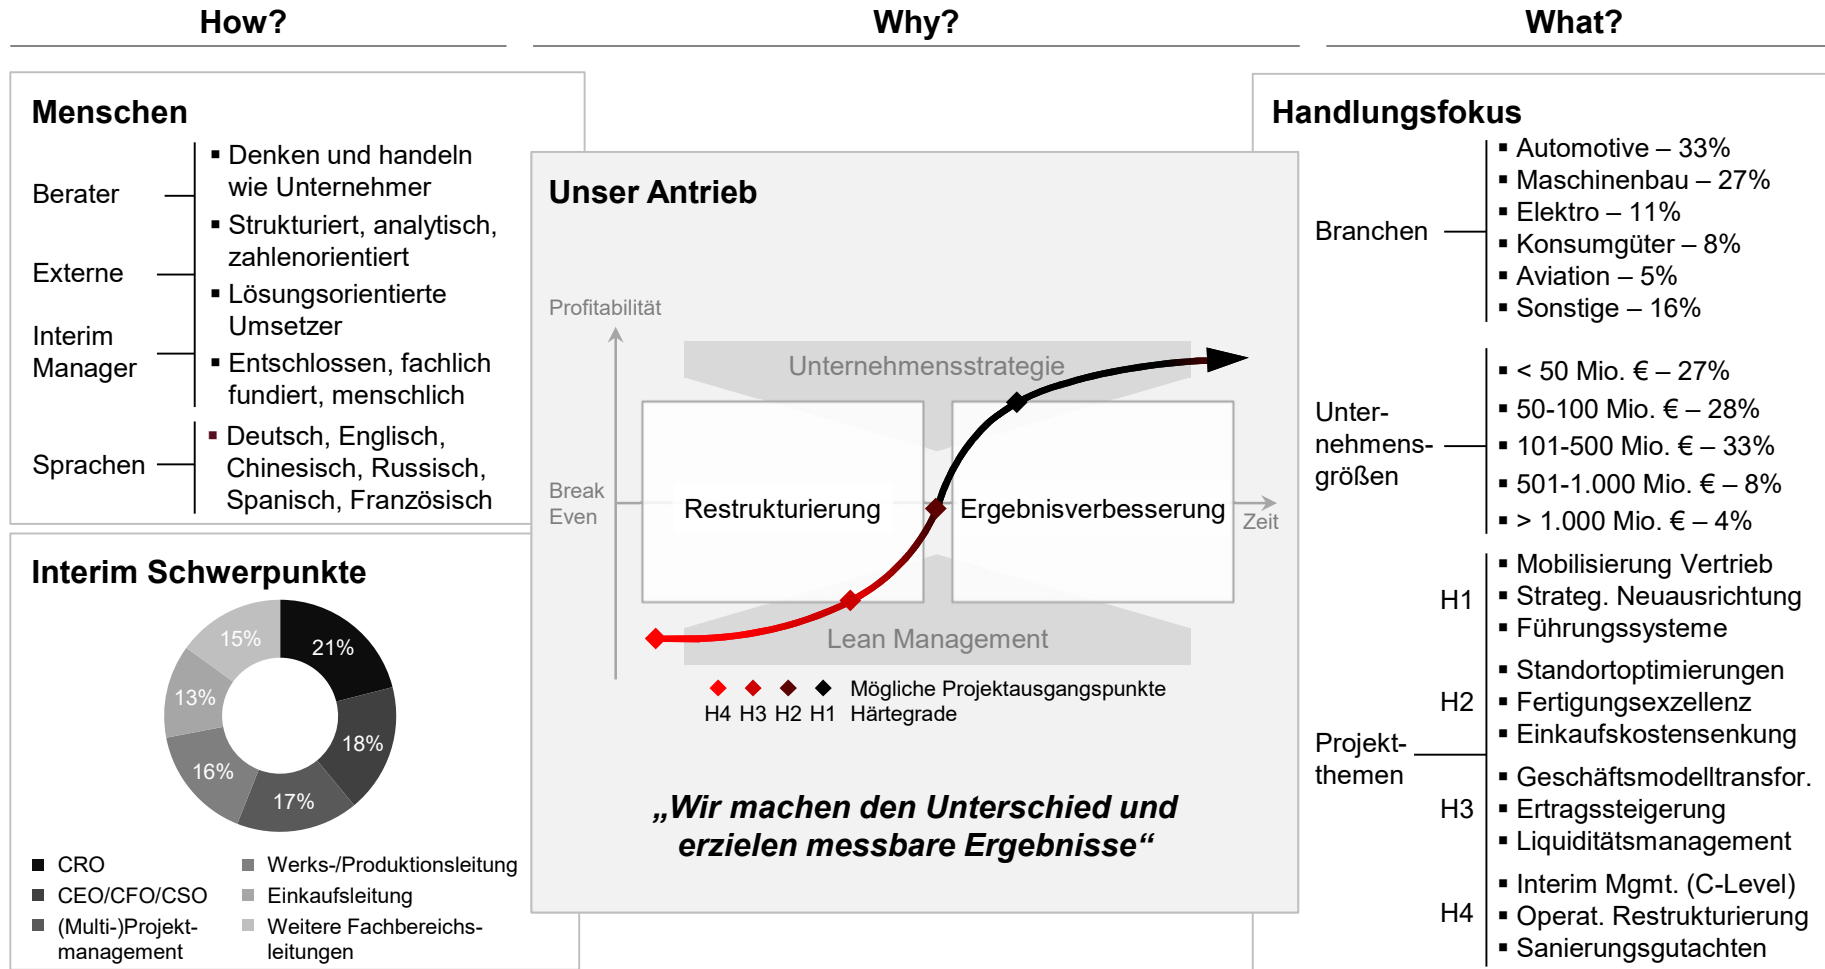 How?
Why?
What?
Menschen
Berater
Externe
Interim
Manager
▪ Denken und handeln
wie Unternehmer
▪ Strukturiert, analytisch,
zahlenorientiert
▪ Lösungsorientierte
Umsetzer
▪ Entschlossen, fachlich
fundiert, menschlich
Sprachen
▪ Deutsch, Englisch,
Chinesisch, Russisch,
Spanisch, Französisch
Interim Schwerpunkte
21%
18%
17%
16%
13%
15%
CRO
CEO/CFO/CSO
(Multi-)Projekt-
management
Werks-/Produktionsleitung
Einkaufsleitung
Weitere Fachbereichs-
leitungen
Unser Antrieb
Profitabilität
Unternehmensstrategie
Break
Even
Restrukturierung
Ergebnisverbesserung
Zeit
Lean Management
H4 H3 H2 H1
Mögliche Projektausgangspunkte
Härtegrade
„Wir machen den Unterschied und
erzielen messbare Ergebnisse“
Handlungsfokus
Branchen
▪ Automotive – 33%
▪ Maschinenbau – 27%
▪ Elektro – 11%
▪ Konsumgüter – 8%
▪ Aviation – 5%
▪ Sonstige – 16%
Unter-
nehmens-
größen
▪ < 50 Mio. € – 27%
▪ 50-100 Mio. € – 28%
▪ 101-500 Mio. € – 33%
▪ 501-1.000 Mio. € – 8%
▪ > 1.000 Mio. € – 4%
Projekt-
themen
H1
▪ Mobilisierung Vertrieb
▪ Strateg. Neuausrichtung
▪ Führungssysteme
H2
▪ Standortoptimierungen
▪ Fertigungsexzellenz
▪ Einkaufskostensenkung
H3
▪ Geschäftsmodelltransfor.
▪ Ertragssteigerung
▪ Liquiditätsmanagement
H4
▪ Interim Mgmt. (C-Level)
▪ Operat. Restrukturierung
▪ Sanierungsgutachten